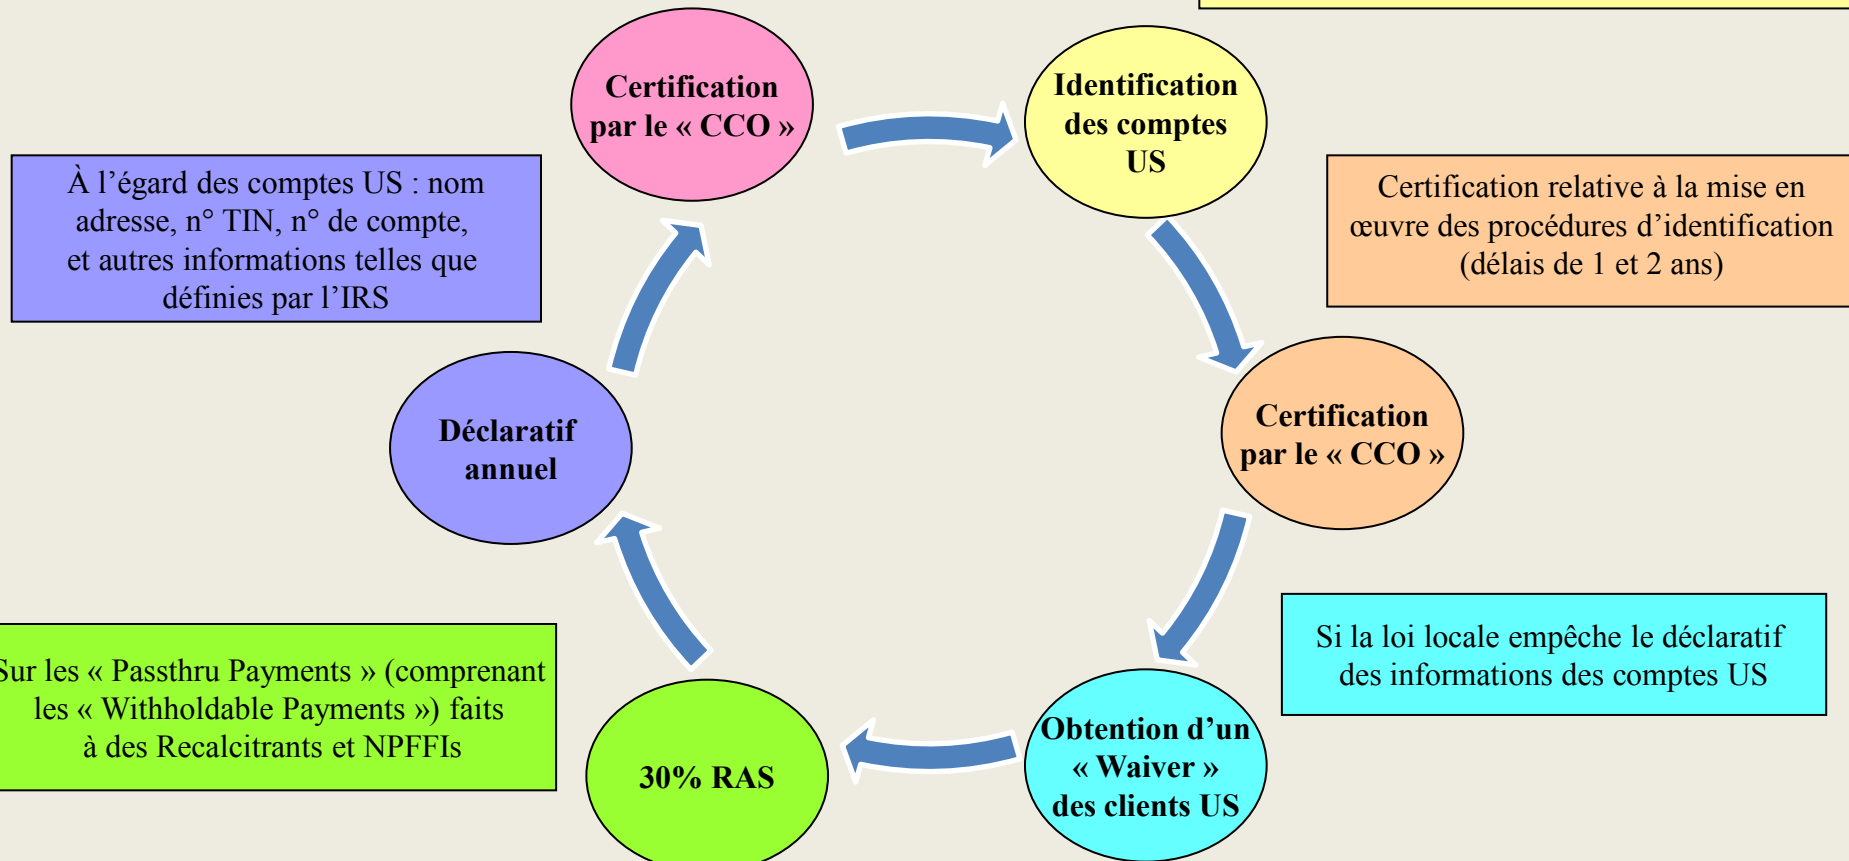 Certification
par le « CCO »
Identification
des comptes
US
À l’égard des comptes US : nom
adresse, n° TIN, n° de compte,
et autres informations telles que
définies par l’IRS
Certification relative à la mise en
œuvre des procédures d’identification
(délais de 1 et 2 ans)
Déclaratif
annuel
Certification
par le « CCO »
Sur les « Passthru Payments » (comprenant
les « Withholdable Payments ») faits
à des Recalcitrants et NPFFIs
Si la loi locale empêche le déclaratif
des informations des comptes US
30% RAS
Obtention d’un
« Waiver »
des clients US